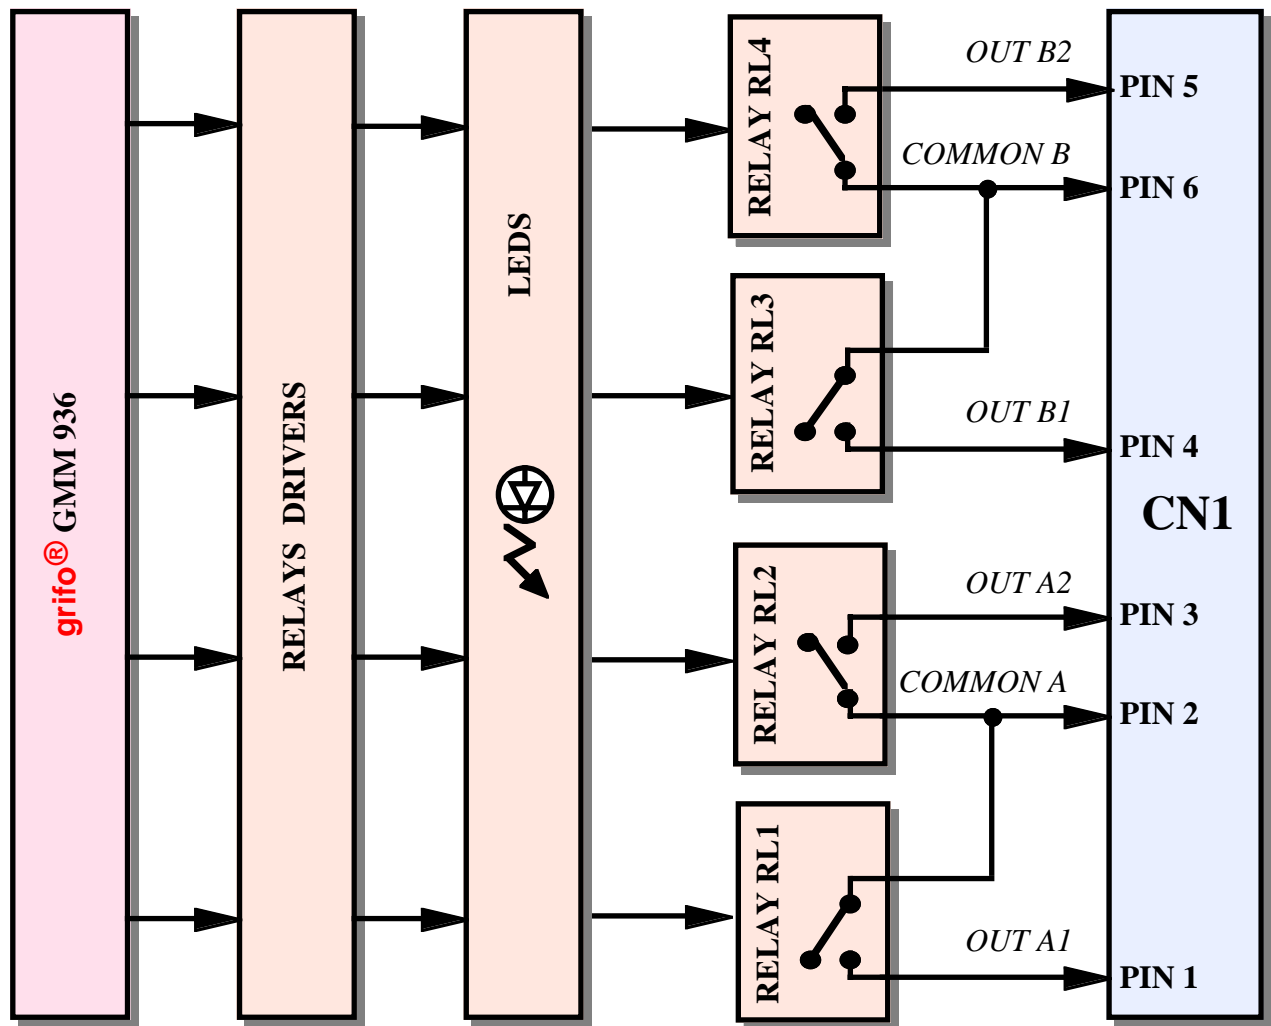 grifo® GMM 936
RELAYS DRIVERS
LEDS
RELAY RL4
OUT B2
PIN 5
COMMON B
PIN 6
RELAY RL3
OUT B1
PIN 4
CN1
RELAY RL2
OUT A2
PIN 3
COMMON A
PIN 2
RELAY RL1
OUT A1
PIN 1